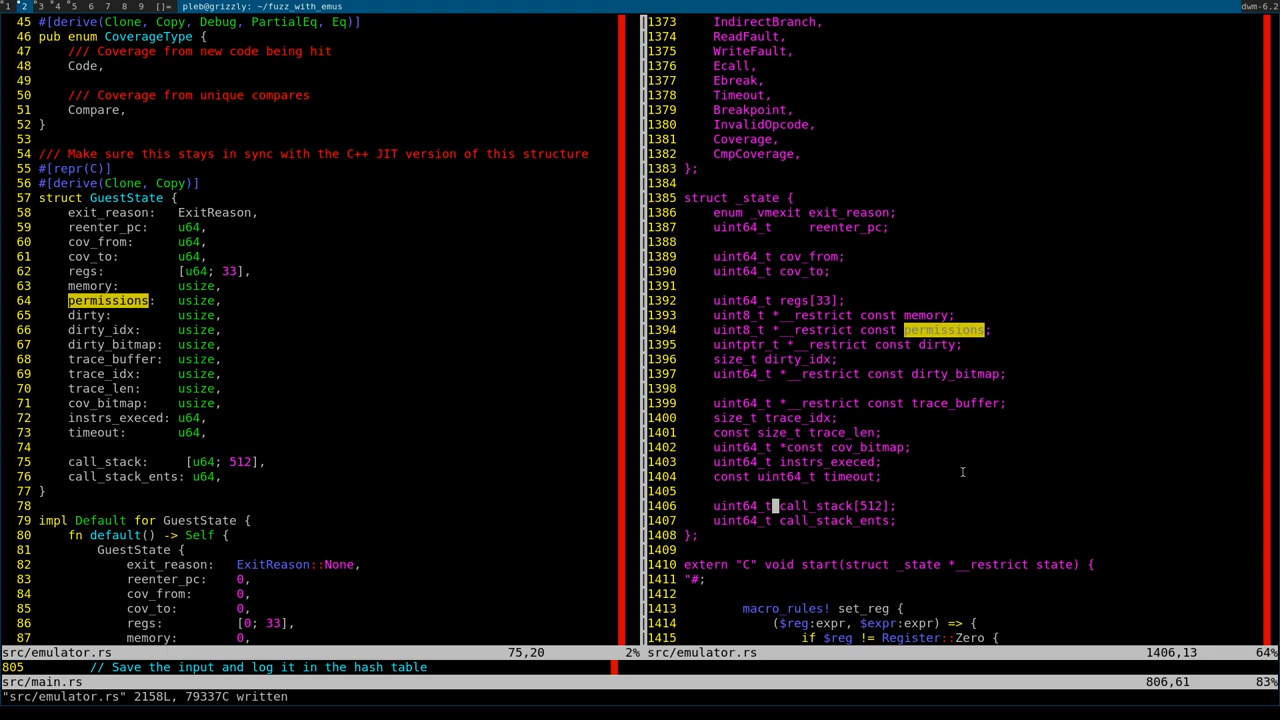 1 2 3 4 5 6 7 8 9 []= pleb@grizzly: ~/fuzz_with_emus dwm-6.2
45 #[derive(Clone, Copy, Debug, PartialEq, Eq)]
46 pub enum CoverageType {
47     /// Coverage from new code being hit
48     Code,
49
50     /// Coverage from unique compares
51     Compare,
52 }
53
54 /// Make sure this stays in sync with the C++ JIT version of this structure
55 #[repr(C)]
56 #[derive(Clone, Copy)]
57 struct GuestState {
58     exit_reason:   ExitReason,
59     reenter_pc:    u64,
60     cov_from:      u64,
61     cov_to:        u64,
62     regs:          [u64; 33],
63     memory:        usize,
64     permissions:   usize,
65     dirty:         usize,
66     dirty_idx:     usize,
67     dirty_bitmap:  usize,
68     trace_buffer:  usize,
69     trace_idx:     usize,
70     trace_len:     usize,
71     cov_bitmap:    usize,
72     instrs_execed: u64,
73     timeout:       u64,
74
75     call_stack:     [u64; 512],
76     call_stack_ents: u64,
77 }
78
79 impl Default for GuestState {
80     fn default() -> Self {
81         GuestState {
82             exit_reason:   ExitReason::None,
83             reenter_pc:    0,
84             cov_from:      0,
85             cov_to:        0,
86             regs:          [0; 33],
87             memory:        0,
src/emulator.rs 75,20 2%
1373     IndirectBranch,
1374     ReadFault,
1375     WriteFault,
1376     Ecall,
1377     Ebreak,
1378     Timeout,
1379     Breakpoint,
1380     InvalidOpcode,
1381     Coverage,
1382     CmpCoverage,
1383 };
1384
1385 struct _state {
1386     enum _vmexit exit_reason;
1387     uint64_t     reenter_pc;
1388
1389     uint64_t cov_from;
1390     uint64_t cov_to;
1391
1392     uint64_t regs[33];
1393     uint8_t *__restrict const memory;
1394     uint8_t *__restrict const permissions;
1395     uintptr_t *__restrict const dirty;
1396     size_t dirty_idx;
1397     uint64_t *__restrict const dirty_bitmap;
1398
1399     uint64_t *__restrict const trace_buffer;
1400     size_t trace_idx;
1401     const size_t trace_len;
1402     uint64_t *const cov_bitmap;
1403     uint64_t instrs_execed;
1404     const uint64_t timeout;
1405
1406     uint64_t call_stack[512];
1407     uint64_t call_stack_ents;
1408 };
1409
1410 extern "C" void start(struct _state *__restrict state) {
1411 "#;
1412
1413         macro_rules! set_reg {
1414             ($reg:expr, $expr:expr) => {
1415                 if $reg != Register::Zero {
src/emulator.rs 1406,13 64%
805         // Save the input and log it in the hash table
src/main.rs 806,61 83%
"src/emulator.rs" 2158L, 79337C written